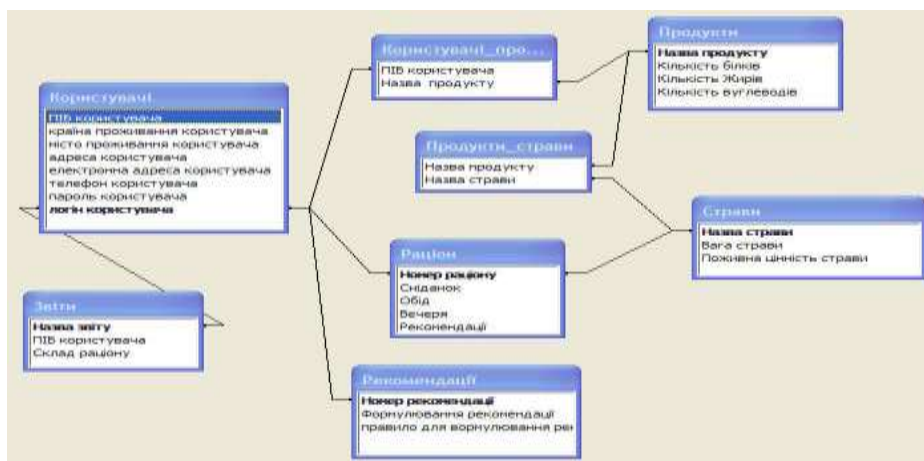 Користувачі_про...
ПІБ користувача
Назва продукту
Продукти
Назва продукту
Кількість білків
Кількість Жирів
Кількість вуглеводів
Користувачі
ПІБ користувача
країна проживання користувача
місто проживання користувача
адреса користувача
електронна адреса користувача
телефон користувача
пароль користувача
логін користувача
Продукти_страви
Назва продукту
Назва страви
Страви
Назва страви
Вага страви
Поживна цінність страви
Раціон
Номер раціону
Сніданок
Обід
Вечеря
Рекомендації
Звіти
Назва звіту
ПІБ користувача
Склад раціону
Рекомендації
Номер рекомендації
Формулювання рекомендації
правило для вормулювання рек